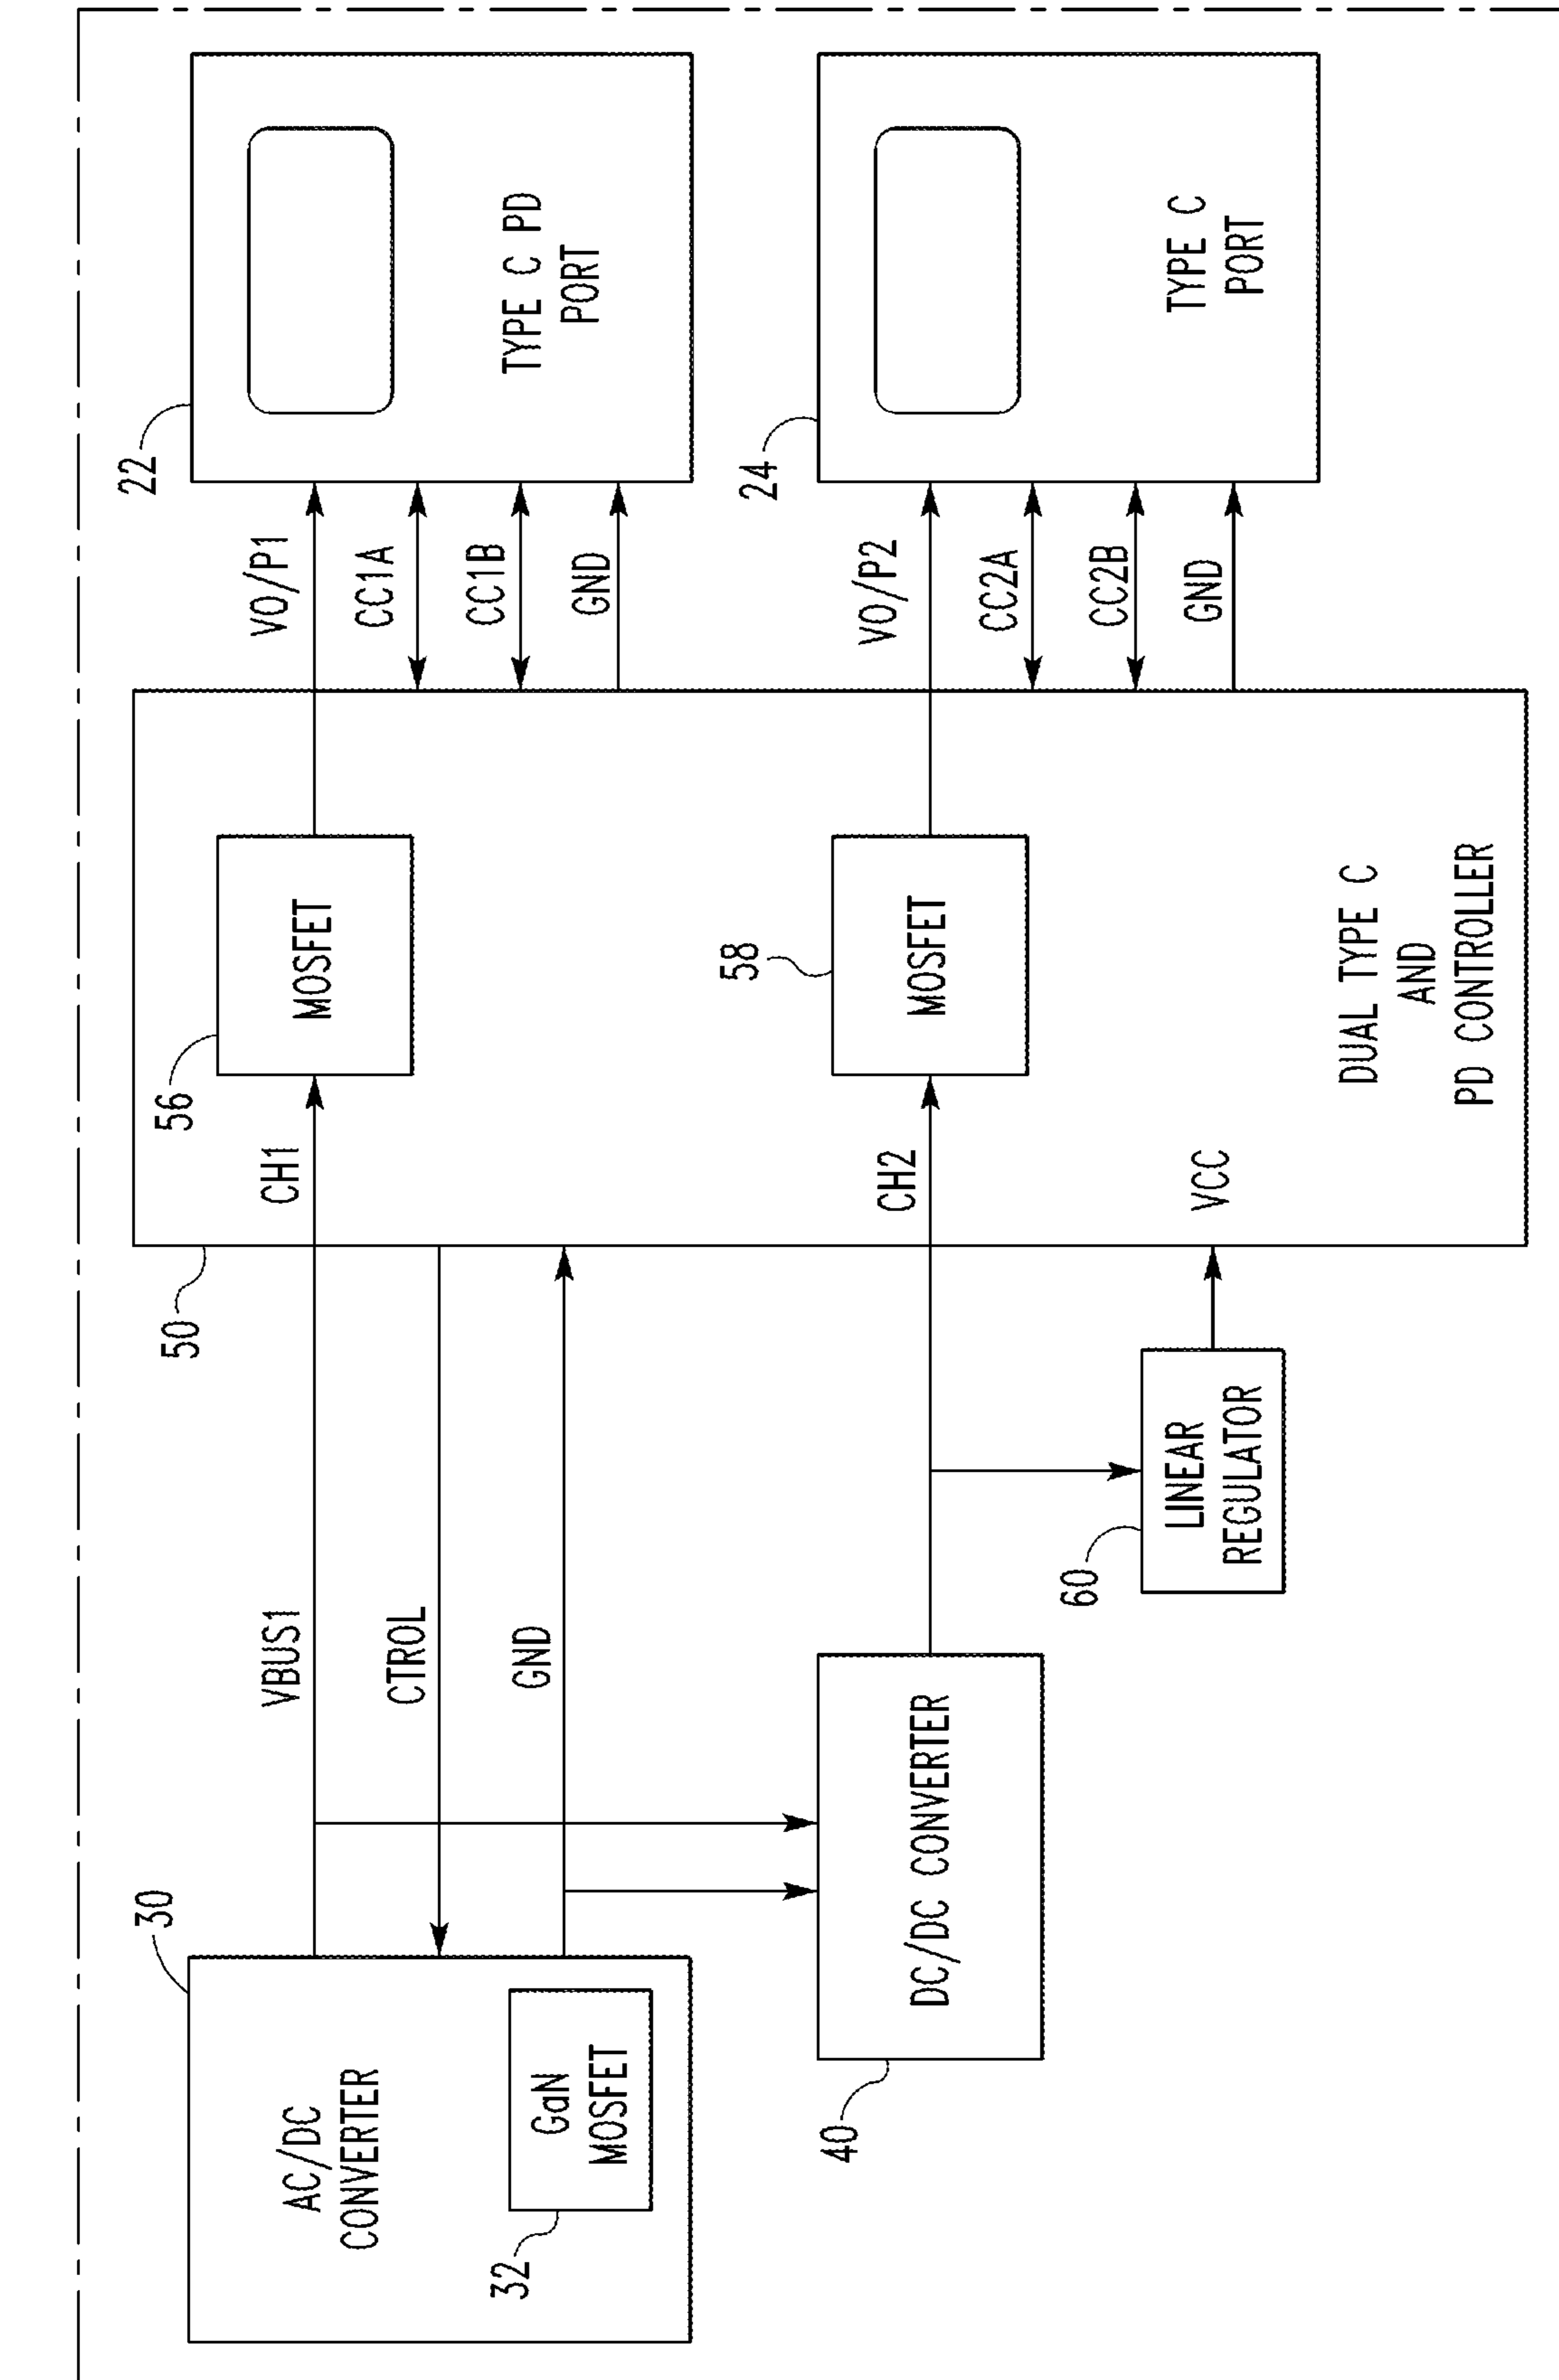 30
AC/DC
CONVERTER
32
GaN
MOSFET
VBUS1
CTROL
GND
40
DC/DC CONVERTER
60
LINEAR
REGULATOR
50
CH1
56
MOSFET
CH2
58
MOSFET
VCC
DUAL TYPE C
AND
PD CONTROLLER
VO/P1
CC1A
CC1B
GND
22
TYPE C PD
PORT
VO/P2
CC2A
CC2B
GND
24
TYPE C
PORT